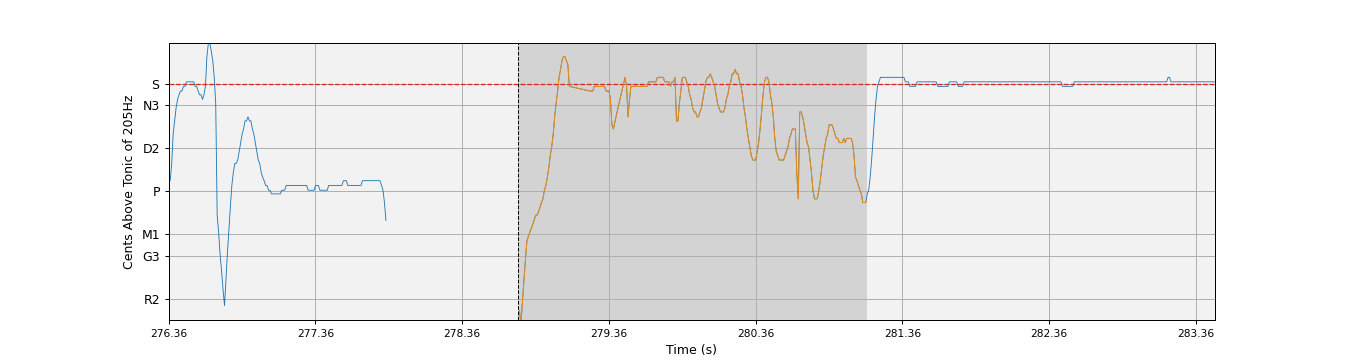 Cents Above Tonic of 205Hz
S
N3
D2
P
M1
G3
R2
276.36 277.36 278.36 279.36 280.36 281.36 282.36 283.36
Time (s)